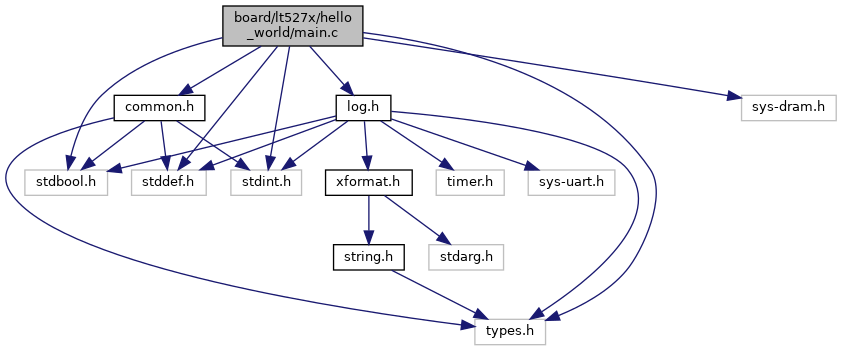 board/lt527x/hello
_world/main.c
common.h
log.h
sys-dram.h
stdbool.h
stddef.h
stdint.h
xformat.h
timer.h
sys-uart.h
string.h
stdarg.h
types.h